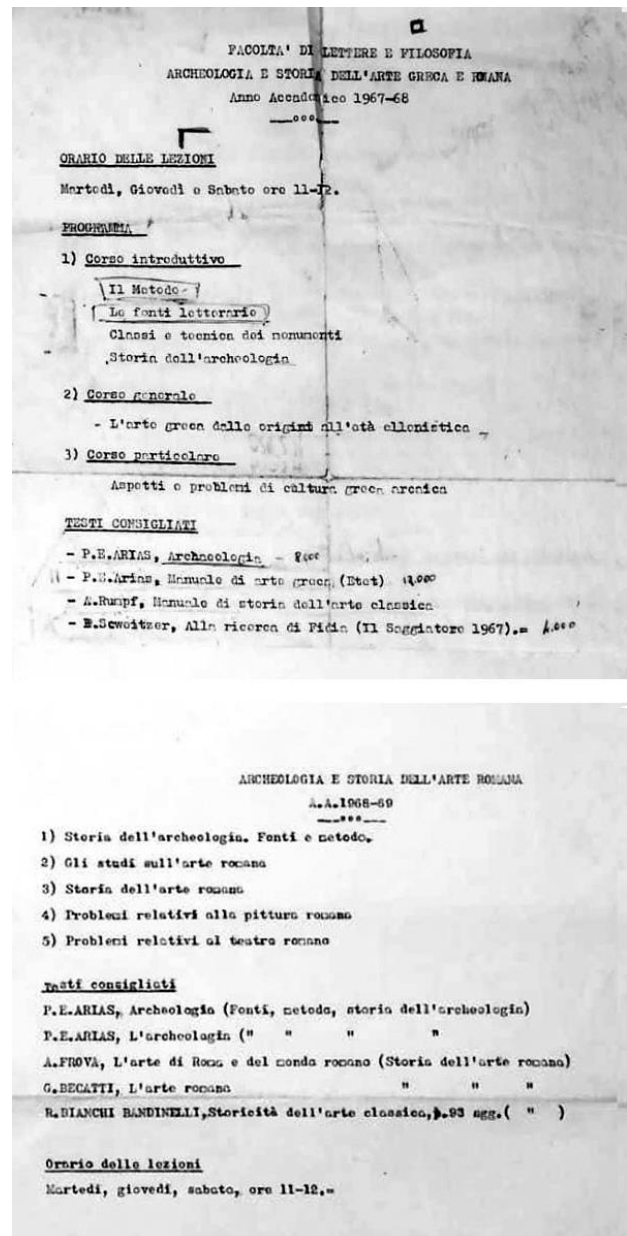 FACOLTA' DI LETTERE E FILOSOFIA
ARCHEOLOGIA E STORIA DELL'ARTE GRECA E ROMANA
Anno Accademico 1967-68
___ooo___
ORARIO DELLE LEZIONI
Martedì, Giovedì e Sabato ore 11-12.
PROGRAMMA
1) Corso introduttivo
Il Metodo
Le fonti letterarie
Classi e tecnica dei monumenti
Storia dell'archeologia
2) Corso generale
- L'arte greca dalle origini all'età ellenistica
3) Corso particolare
Aspetti e problemi di cultura greca arcaica
TESTI CONSIGLIATI
- P.E.ARIAS, Archeologia -
- P.E.Arias, Manuale di arte greca (Etet) 12.000
- A.Rumpf, Manuale di storia dell'arte classica
- B.Scweitzer, Alla ricerca di Fidia (Il Saggiatore 1967).=
ARCHEOLOGIA E STORIA DELL'ARTE ROMANA
A.A.1968-69
___ooo___
1) Storia dell'archeologia. Fonti e metodo.
2) Gli studi sull'arte romana
3) Storia dell'arte romana
4) Problemi relativi alla pittura romana
5) Problemi relativi al teatro romano
Testi consigliati
P.E.ARIAS, Archeologia (Fonti, metodo, storia dell'archeologia)
P.E.ARIAS, L'archeologia (" " " "
A.FROVA, L'arte di Roma e del mondo romano (Storia dell'arte romana)
G.BECATTI, L'arte romana " " "
R.BIANCHI BANDINELLI,Storicità dell'arte classica,p.93 sgg.( " )
Orario delle lezioni
Martedì, giovedì, sabato, ore 11-12.=